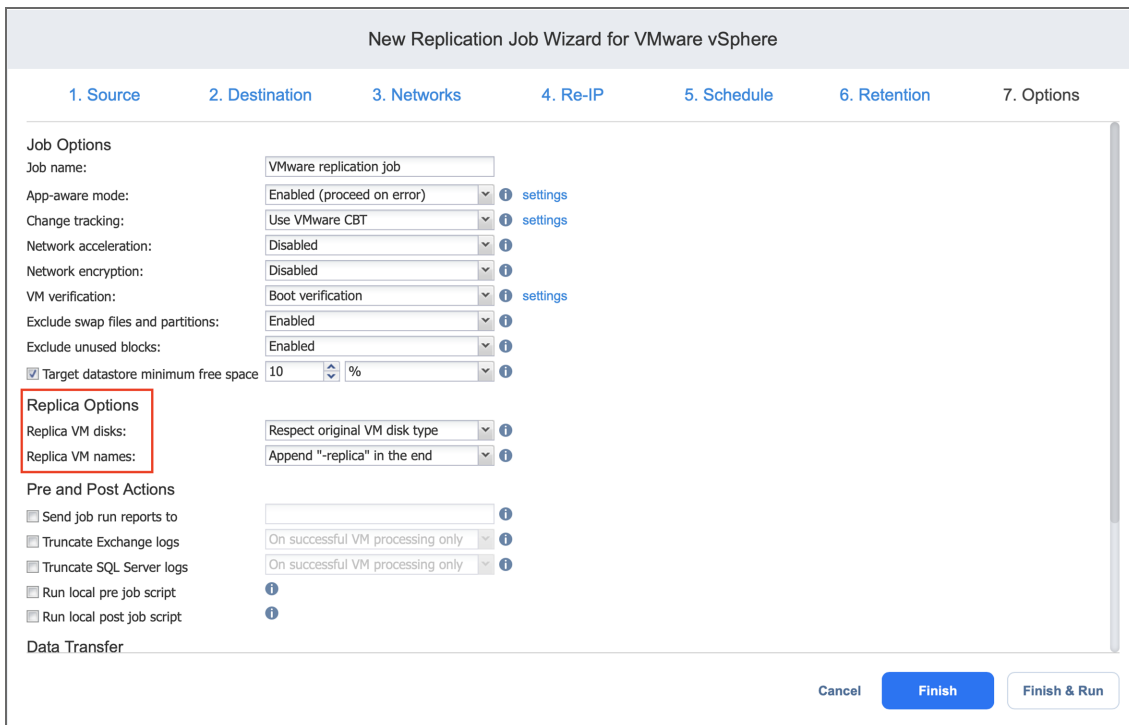 New Replication Job Wizard for VMware vSphere
1. Source 2. Destination 3. Networks 4. Re-IP 5. Schedule 6. Retention 7. Options
Job Options
Job name: VMware replication job
App-aware mode: Enabled (proceed on error) settings
Change tracking: Use VMware CBT settings
Network acceleration: Disabled
Network encryption: Disabled
VM verification: Boot verification settings
Exclude swap files and partitions: Enabled
Exclude unused blocks: Enabled
Target datastore minimum free space 10 %
Replica Options
Replica VM disks: Respect original VM disk type
Replica VM names: Append "-replica" in the end
Pre and Post Actions
Send job run reports to
Truncate Exchange logs On successful VM processing only
Truncate SQL Server logs On successful VM processing only
Run local pre job script
Run local post job script
Data Transfer
Cancel Finish Finish & Run